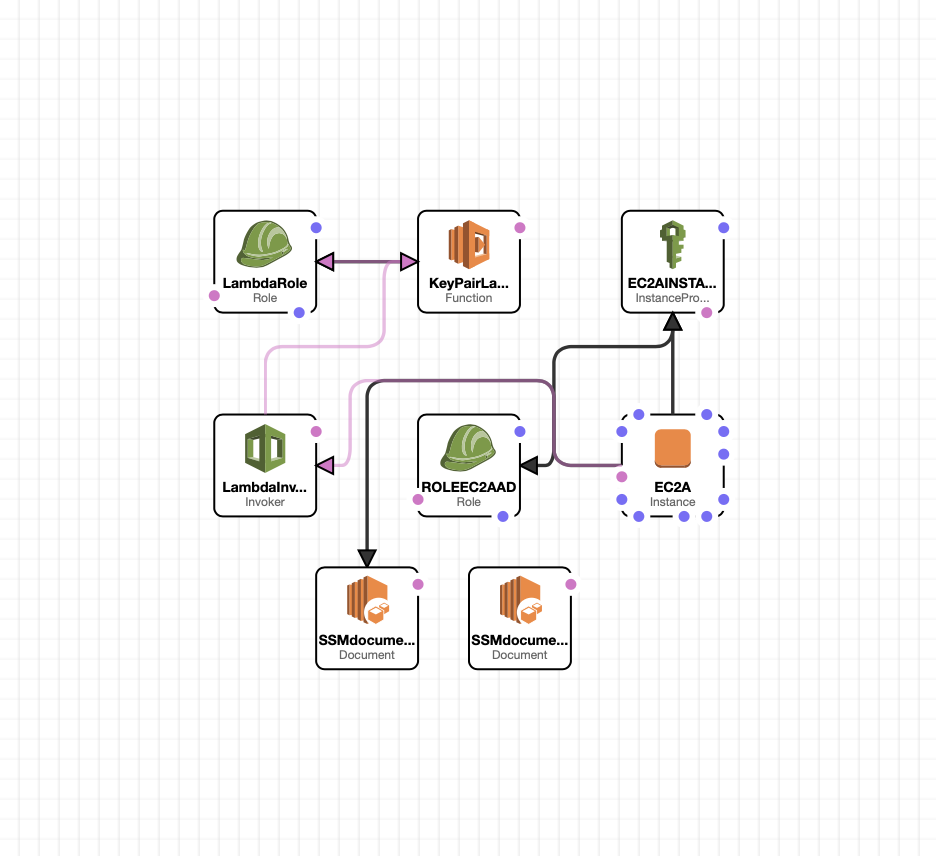 LambdaRole
Role
KeyPairLa...
Function
EC2AINSTA...
InstancePro...
LambdaInv...
Invoker
ROLEEC2AAD
Role
EC2A
Instance
SSMdocume...
Document
SSMdocume...
Document